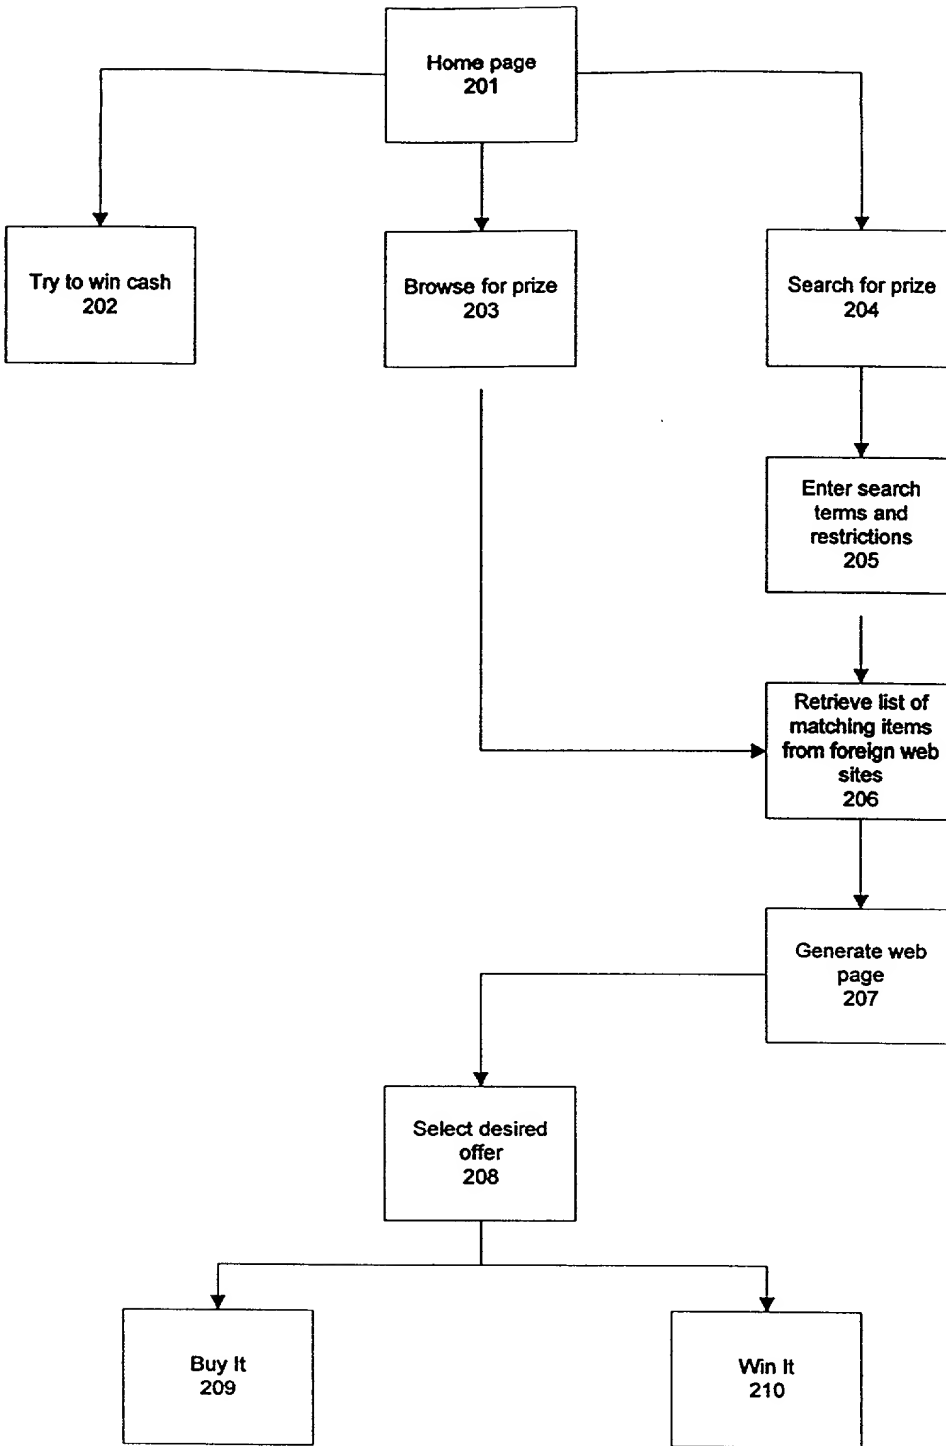 Home page
201
Try to win cash
202
Browse for prize
203
Search for prize
204
Enter search
terms and
restrictions
205
Retrieve list of
matching items
from foreign web
sites
206
Generate web
page
207
Select desired
offer
208
Buy It
209
Win It
210